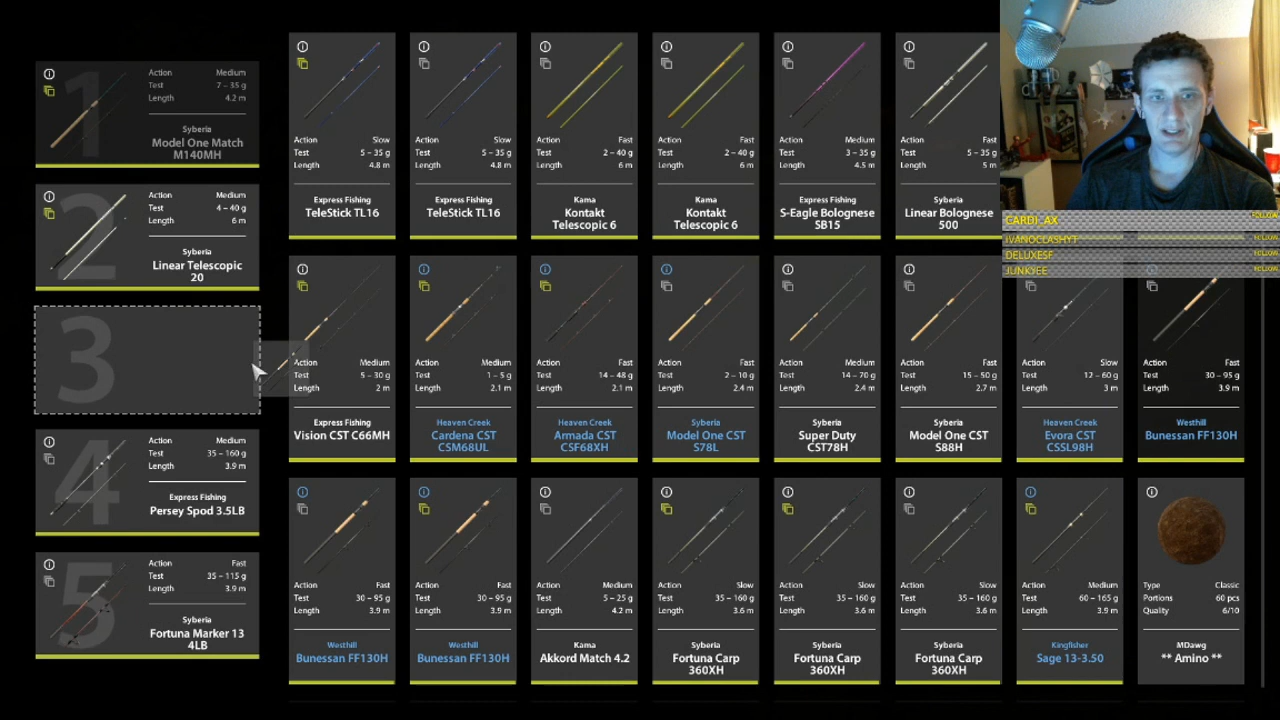 1
Action Medium
Test 7 – 35 g
Length 4.2 m
Syberia
Model One Match
M140MH
2
Action Medium
Test 4 – 40 g
Length 6 m
Syberia
Linear Telescopic
20
3
4
Action Medium
Test 35 – 160 g
Length 3.9 m
Express Fishing
Persey Spod 3.5LB
5
Action Fast
Test 35 – 115 g
Length 3.9 m
Syberia
Fortuna Marker 13
4LB
Action Slow
Test 5 – 35 g
Length 4.8 m
Express Fishing
TeleStick TL16
Action Slow
Test 5 – 35 g
Length 4.8 m
Express Fishing
TeleStick TL16
Action Fast
Test 2 – 40 g
Length 6 m
Kama
Kontakt
Telescopic 6
Action Fast
Test 2 – 40 g
Length 6 m
Kama
Kontakt
Telescopic 6
Action Medium
Test 3 – 35 g
Length 4.5 m
Express Fishing
S-Eagle Bolognese
SB15
Action Fast
Test 5 – 35 g
Length 5 m
Syberia
Linear Bolognese
500
CARDI_AX FOLLOW
IVANOCLASHYT FOLLOW
DELUXESF FOLLOW
JUNKYEE FOLLOW
Action Medium
Test 5 – 30 g
Length 2 m
Express Fishing
Vision CST C66MH
Action Medium
Test 1 – 5 g
Length 2.1 m
Heaven Creek
Cardena CST
CSM68UL
Action Fast
Test 14 – 48 g
Length 2.1 m
Heaven Creek
Armada CST
CSF68XH
Action Fast
Test 2 – 10 g
Length 2.4 m
Syberia
Model One CST
S78L
Action Medium
Test 14 – 70 g
Length 2.4 m
Syberia
Super Duty
CST78H
Action Fast
Test 15 – 50 g
Length 2.7 m
Syberia
Model One CST
S88H
Action Slow
Test 12 – 60 g
Length 3 m
Heaven Creek
Evora CST
CSSL98H
Action Fast
Test 30 – 95 g
Length 3.9 m
Westhill
Bunessan FF130H
Action Fast
Test 30 – 95 g
Length 3.9 m
Westhill
Bunessan FF130H
Action Fast
Test 30 – 95 g
Length 3.9 m
Westhill
Bunessan FF130H
Action Medium
Test 5 – 25 g
Length 4.2 m
Kama
Akkord Match 4.2
Action Slow
Test 35 – 160 g
Length 3.6 m
Syberia
Fortuna Carp
360XH
Action Slow
Test 35 – 160 g
Length 3.6 m
Syberia
Fortuna Carp
360XH
Action Slow
Test 35 – 160 g
Length 3.6 m
Syberia
Fortuna Carp
360XH
Action Medium
Test 60 – 165 g
Length 3.9 m
Kingfisher
Sage 13-3.50
Type Classic
Portions 60 pcs
Quality 6/10
MDawg
** Amino **